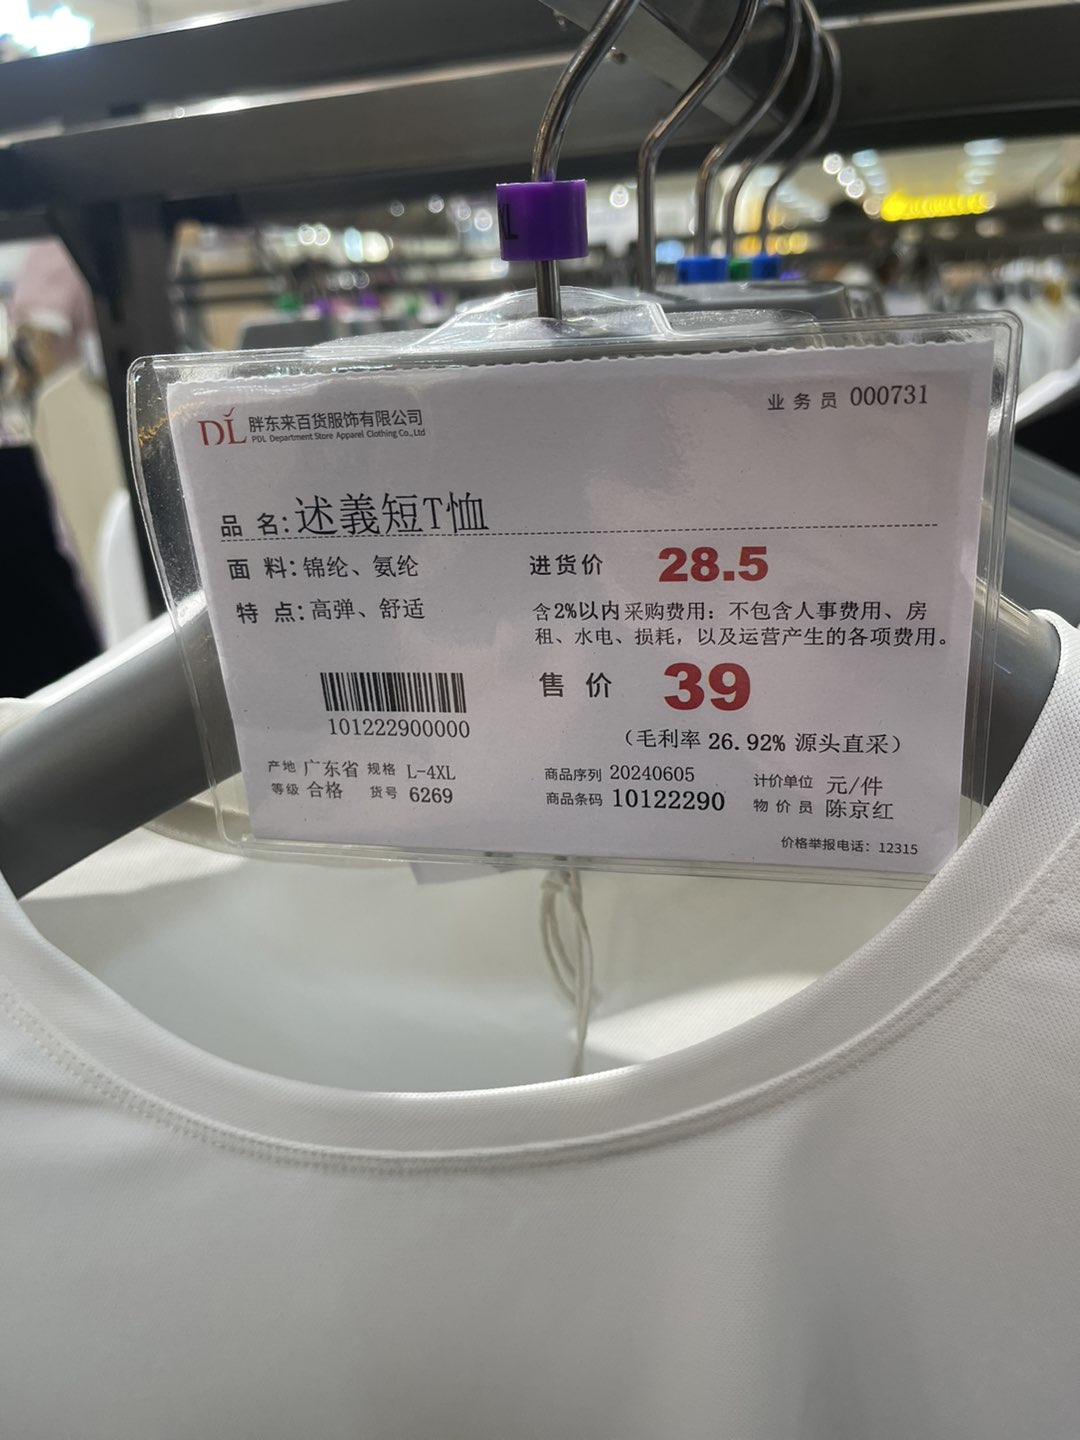 DL 胖东来百货服饰有限公司
PDL Department Store Apparel Clothing Co.,Ltd
业务员 000731
品 名：述義短T恤
面 料：锦纶、氨纶
特 点：高弹、舒适
进货价 28.5
含2%以内采购费用：不包含人事费用、房
租、水电、损耗，以及运营产生的各项费用。
售 价 39
（毛利率 26.92% 源头直采）
101222900000
产地 广东省 规格 L-4XL
等级 合格 货号 6269
商品序列 20240605
商品条码 10122290
计价单位 元/件
物价员 陈京红
价格举报电话：12315